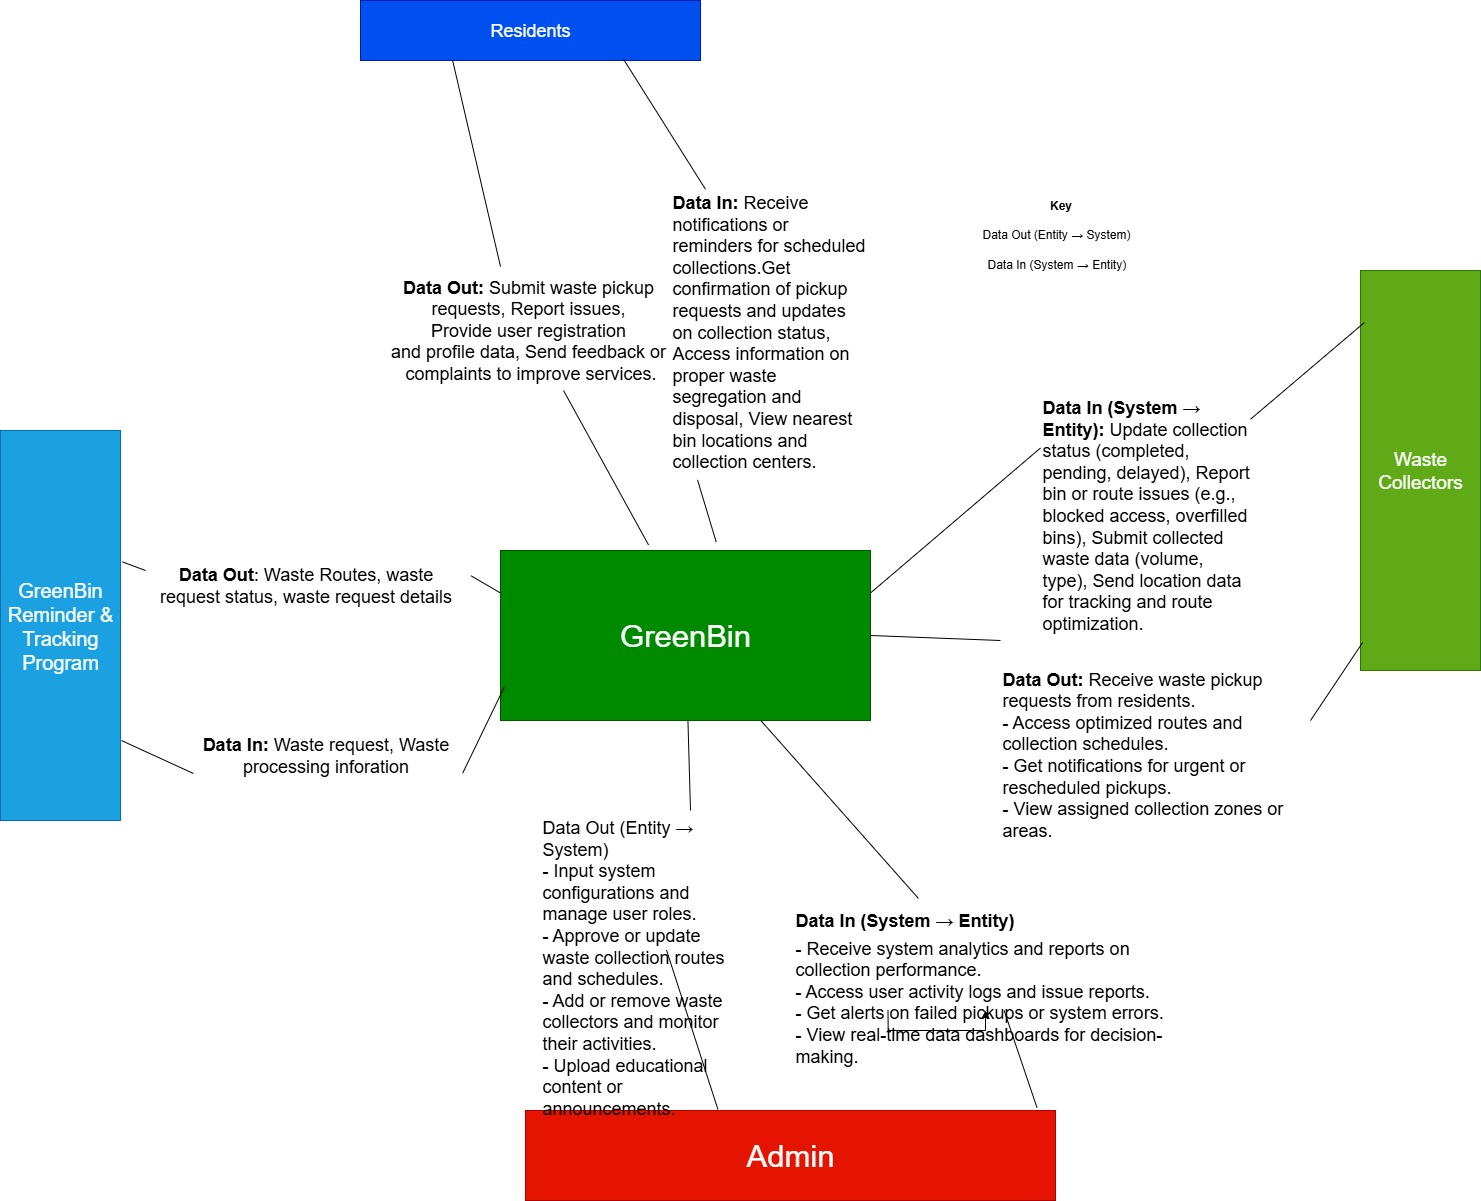 Residents
Data In: Receive
notifications or
reminders for scheduled
collections.Get
confirmation of pickup
requests and updates
on collection status,
Access information on
proper waste
segregation and
disposal, View nearest
bin locations and
collection centers.
Key
Data Out (Entity → System)
Data In (System → Entity)
Data Out: Submit waste pickup
requests, Report issues,
Provide user registration
and profile data, Send feedback or
complaints to improve services.
Data In (System →
Entity): Update collection
status (completed,
pending, delayed), Report
bin or route issues (e.g.,
blocked access, overfilled
bins), Submit collected
waste data (volume,
type), Send location data
for tracking and route
optimization.
Waste
Collectors
GreenBin
Reminder &
Tracking
Program
Data Out: Waste Routes, waste
request status, waste request details
GreenBin
Data In: Waste request, Waste
processing inforation
Data Out: Receive waste pickup
requests from residents.
- Access optimized routes and
collection schedules.
- Get notifications for urgent or
rescheduled pickups.
- View assigned collection zones or
areas.
Data Out (Entity →
System)
- Input system
configurations and
manage user roles.
- Approve or update
waste collection routes
and schedules.
- Add or remove waste
collectors and monitor
their activities.
- Upload educational
content or
announcements.
Data In (System → Entity)
- Receive system analytics and reports on
collection performance.
- Access user activity logs and issue reports.
- Get alerts on failed pickups or system errors.
- View real-time data dashboards for decision-
making.
Admin